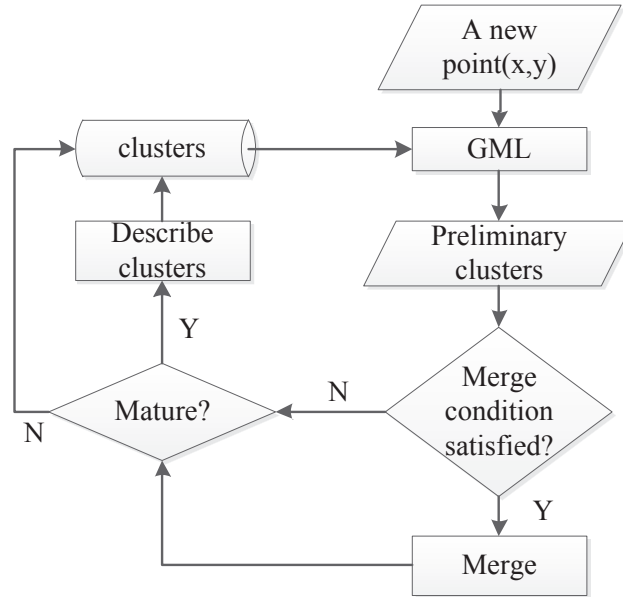 A new
point(x,y)
clusters
GML
Describe
clusters
Preliminary
clusters
Y
Mature?
N
N
Merge
condition
satisfied?
Y
Merge